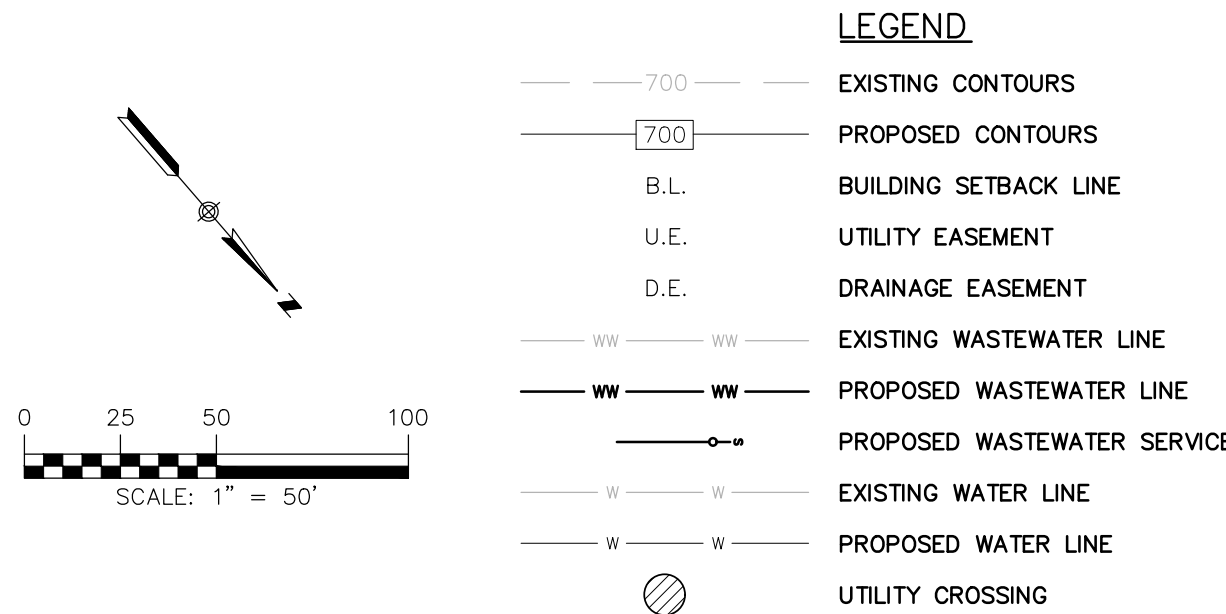 LEGEND
700 EXISTING CONTOURS
700 PROPOSED CONTOURS
B.L. BUILDING SETBACK LINE
U.E. UTILITY EASEMENT
D.E. DRAINAGE EASEMENT
WW WW EXISTING WASTEWATER LINE
WW WW PROPOSED WASTEWATER LINE
S PROPOSED WASTEWATER SERVICE
W W EXISTING WATER LINE
W W PROPOSED WATER LINE
UTILITY CROSSING
N
0 25 50 100
SCALE: 1" = 50'